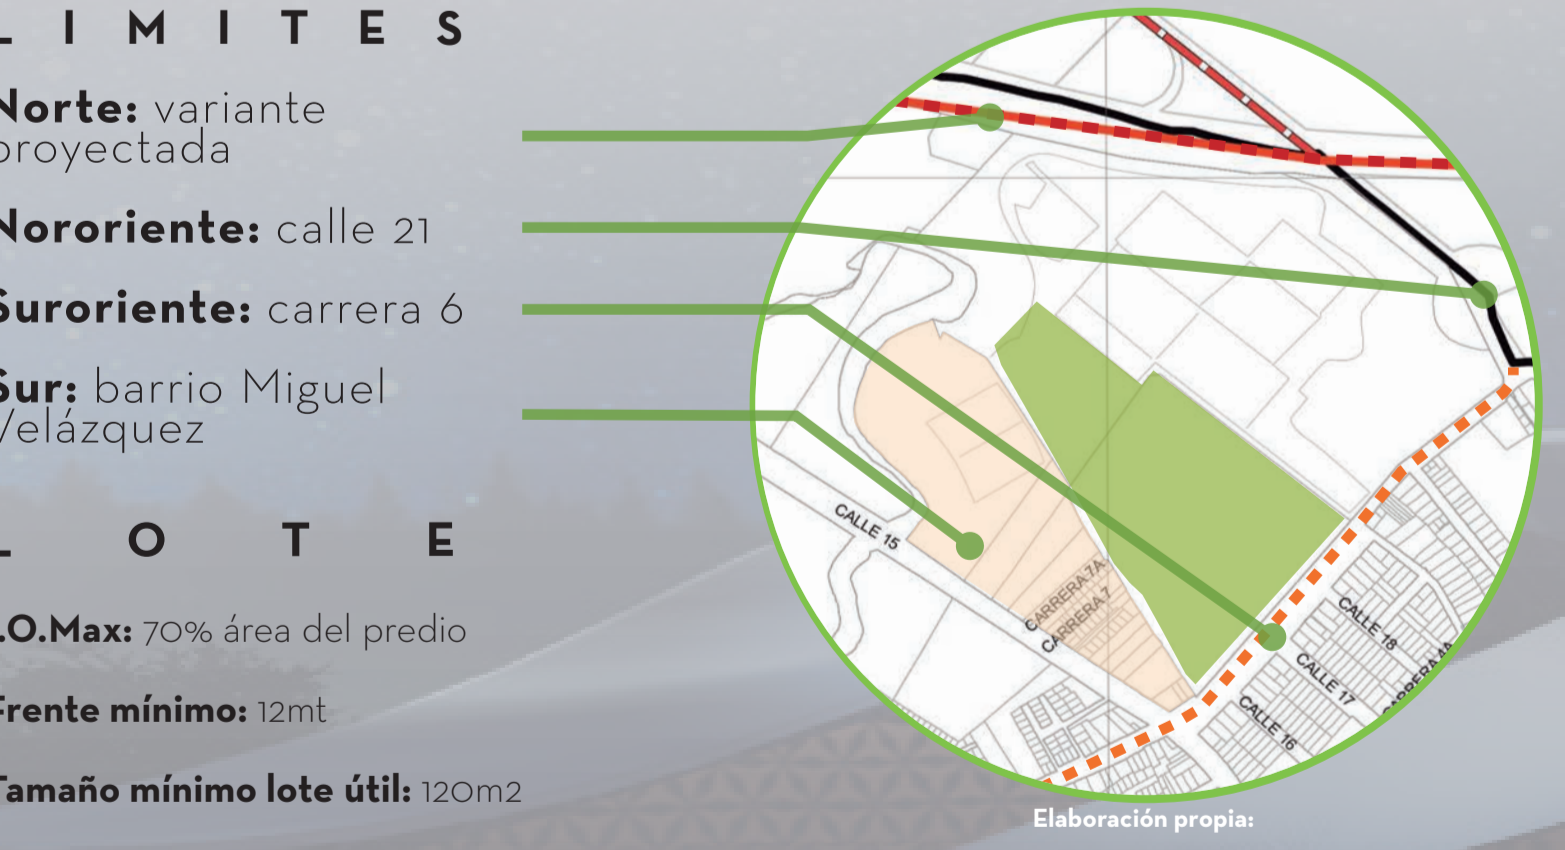 LIMITES
Norte: variante
proyectada
Nororiente: calle 21
Suroriente: carrera 6
Sur: barrio Miguel
Velázquez
LOTE
.O.Max: 70% área del predio
Frente mínimo: 12mt
Tamaño mínimo lote útil: 120m2
CALLE 15
CARRERA 7A
CARRERA 7
CALLE 18
CALLE 17
CALLE 16
Elaboración propia: